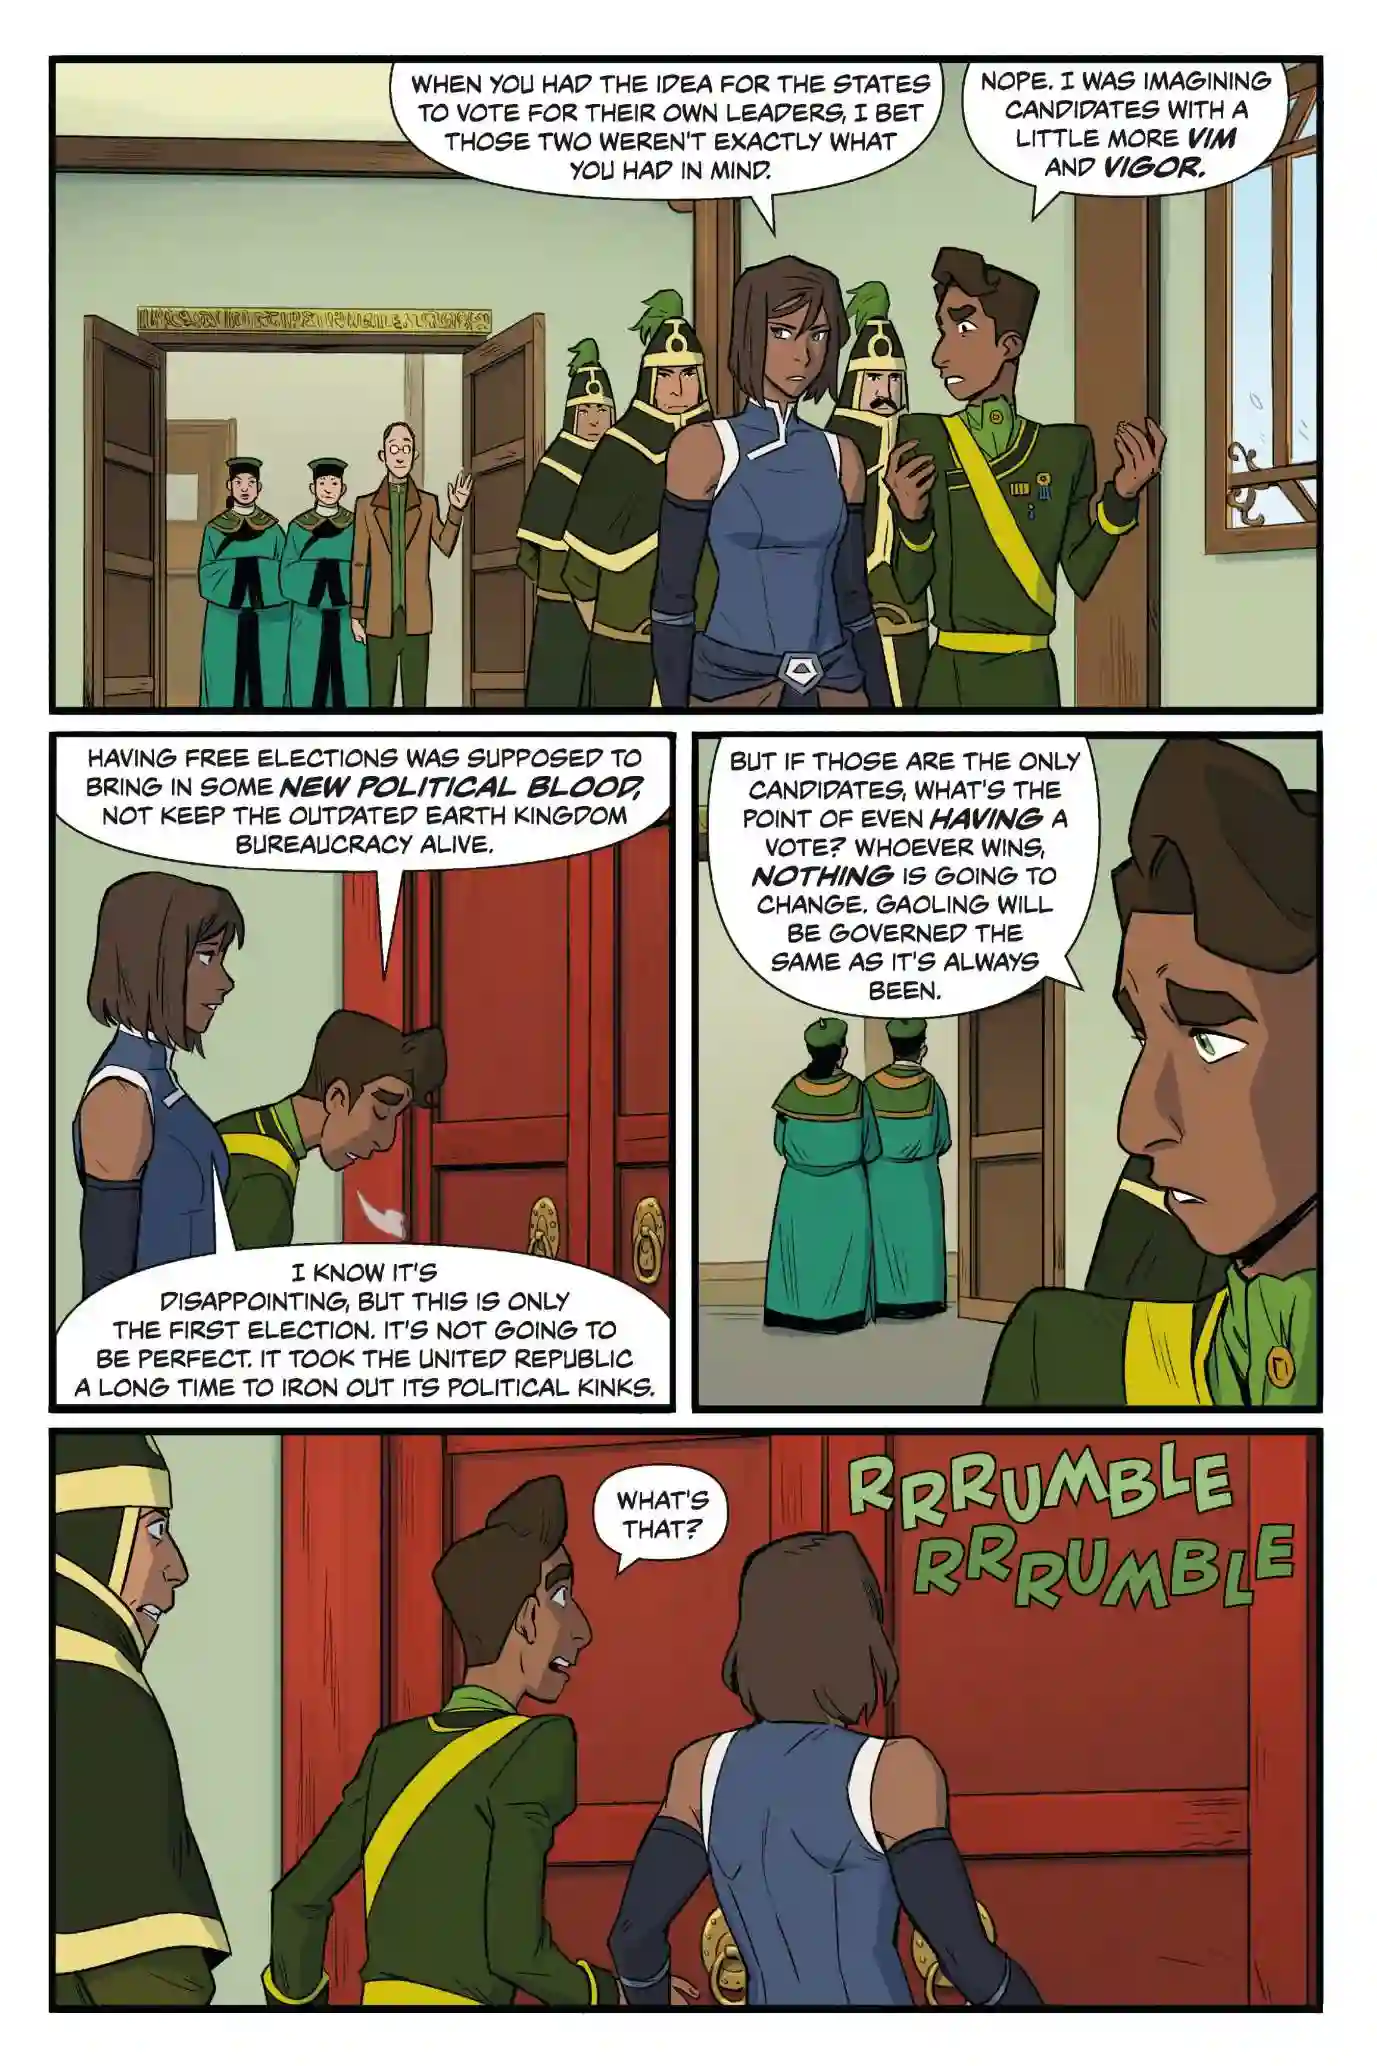 WHEN YOU HAD THE IDEA FOR THE STATES
TO VOTE FOR THEIR OWN LEADERS, I BET
THOSE TWO WEREN'T EXACTLY WHAT
YOU HAD IN MIND.
NOPE. I WAS IMAGINING
CANDIDATES WITH A
LITTLE MORE VIM
AND VIGOR.
HAVING FREE ELECTIONS WAS SUPPOSED TO
BRING IN SOME NEW POLITICAL BLOOD,
NOT KEEP THE OUTDATED EARTH KINGDOM
BUREAUCRACY ALIVE.
I KNOW IT'S
DISAPPOINTING, BUT THIS IS ONLY
THE FIRST ELECTION. IT'S NOT GOING TO
BE PERFECT. IT TOOK THE UNITED REPUBLIC
A LONG TIME TO IRON OUT ITS POLITICAL KINKS.
BUT IF THOSE ARE THE ONLY
CANDIDATES, WHAT'S THE
POINT OF EVEN HAVING A
VOTE? WHOEVER WINS,
NOTHING IS GOING TO
CHANGE. GAOLING WILL
BE GOVERNED THE
SAME AS IT'S ALWAYS
BEEN.
WHAT'S
THAT?
RRRUMBLE
RRRUMBLE